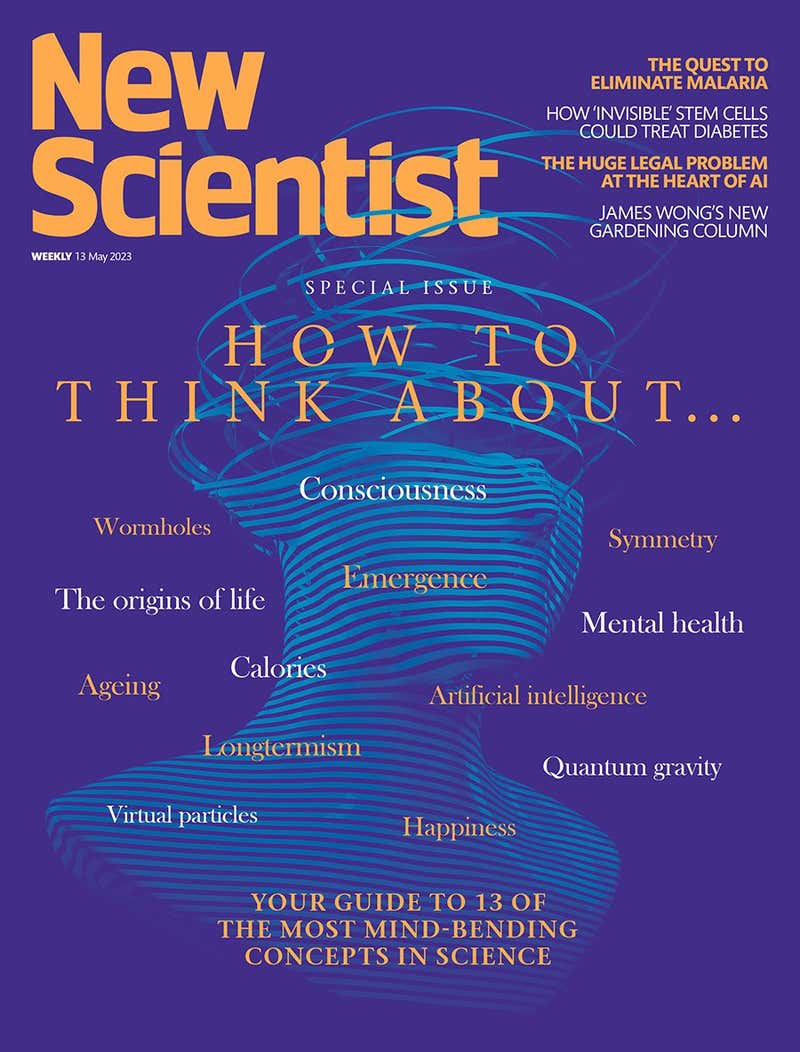 New
Scientist
WEEKLY 13 May 2023
THE QUEST TO
ELIMINATE MALARIA
HOW ‘INVISIBLE’ STEM CELLS
COULD TREAT DIABETES
THE HUGE LEGAL PROBLEM
AT THE HEART OF AI
JAMES WONG’S NEW
GARDENING COLUMN
SPECIAL ISSUE
HOW TO
THINK ABOUT...
Consciousness
Wormholes
Symmetry
Emergence
The origins of life
Mental health
Calories
Ageing
Artificial intelligence
Longtermism
Quantum gravity
Virtual particles
Happiness
YOUR GUIDE TO 13 OF
THE MOST MIND-BENDING
CONCEPTS IN SCIENCE